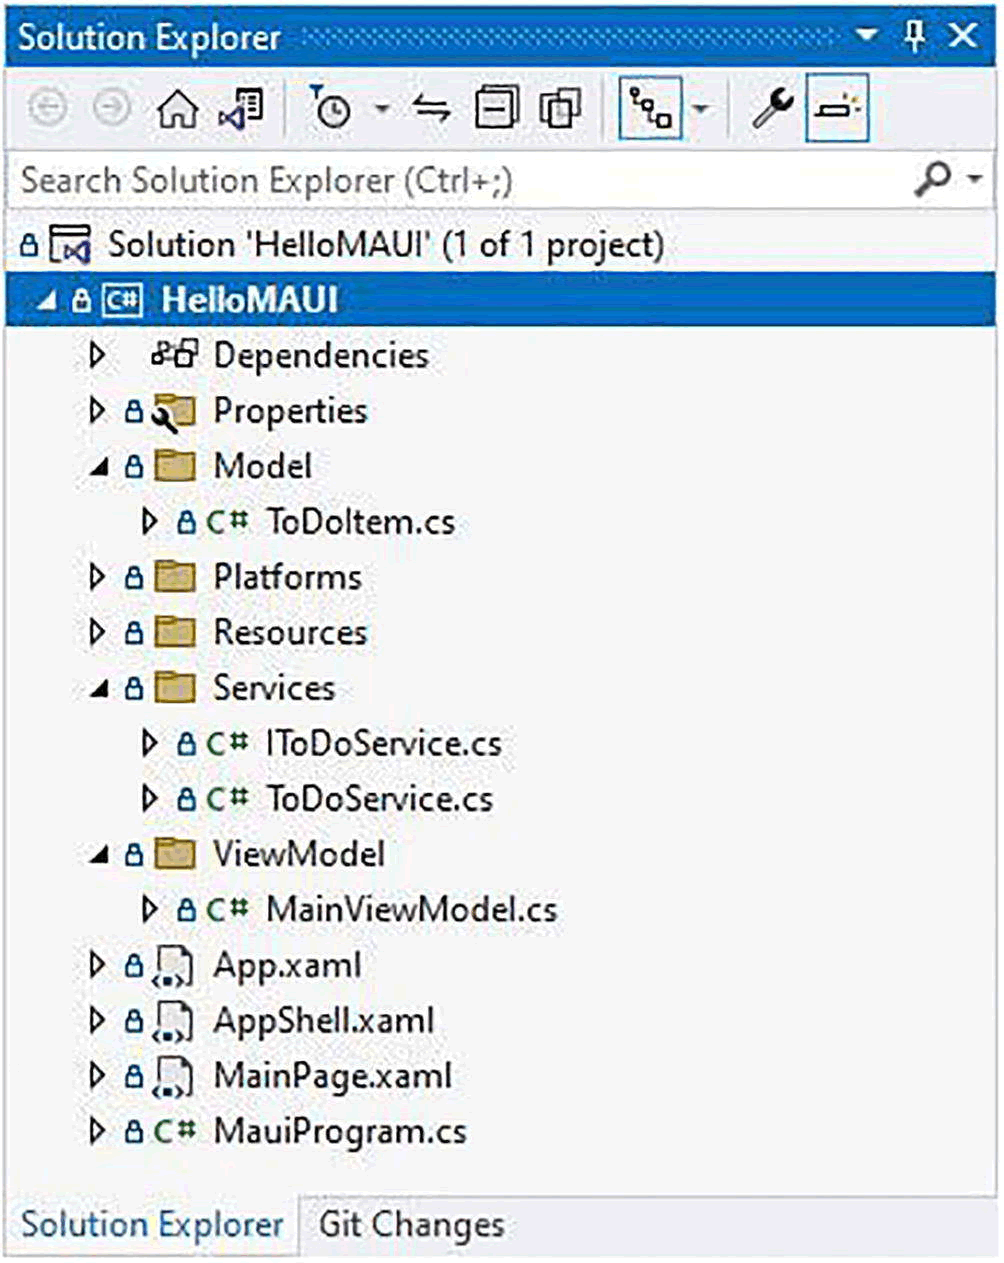 Solution Explorer
Search Solution Explorer (Ctrl+;)
Solution 'HelloMAUI' (1 of 1 project)
C# HelloMAUI
Dependencies
Properties
Model
C# ToDoItem.cs
Platforms
Resources
Services
C# IToDoService.cs
C# ToDoService.cs
ViewModel
C# MainViewModel.cs
App.xaml
AppShell.xaml
MainPage.xaml
C# MauiProgram.cs
Solution Explorer Git Changes